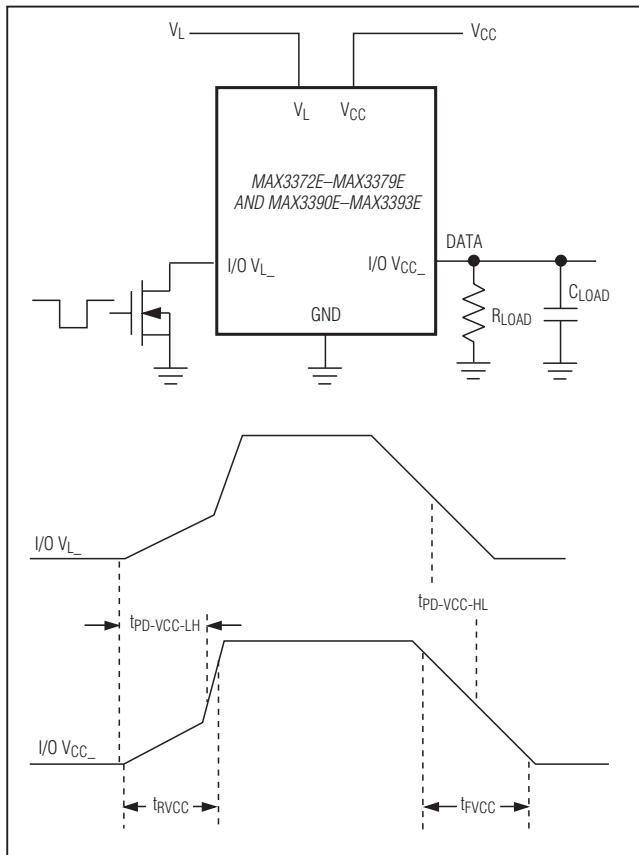 VL VCC
VL VCC
MAX3372E–MAX3379E
AND MAX3390E–MAX3393E
DATA
I/O VL_ I/O VCC_
CLOAD
RLOAD
GND
I/O VL_
tPD-VCC-LH tPD-VCC-HL
I/O VCC_
tRVCC tFVCC